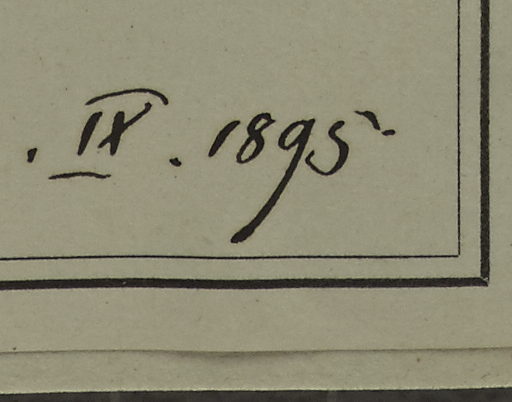 . IX . 1895.